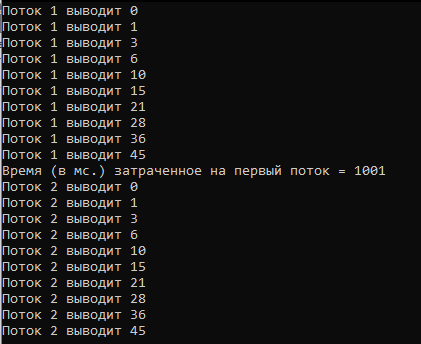 Поток 1 выводит 0
Поток 1 выводит 1
Поток 1 выводит 3
Поток 1 выводит 6
Поток 1 выводит 10
Поток 1 выводит 15
Поток 1 выводит 21
Поток 1 выводит 28
Поток 1 выводит 36
Поток 1 выводит 45
Время (в мс.) затраченное на первый поток = 1001
Поток 2 выводит 0
Поток 2 выводит 1
Поток 2 выводит 3
Поток 2 выводит 6
Поток 2 выводит 10
Поток 2 выводит 15
Поток 2 выводит 21
Поток 2 выводит 28
Поток 2 выводит 36
Поток 2 выводит 45